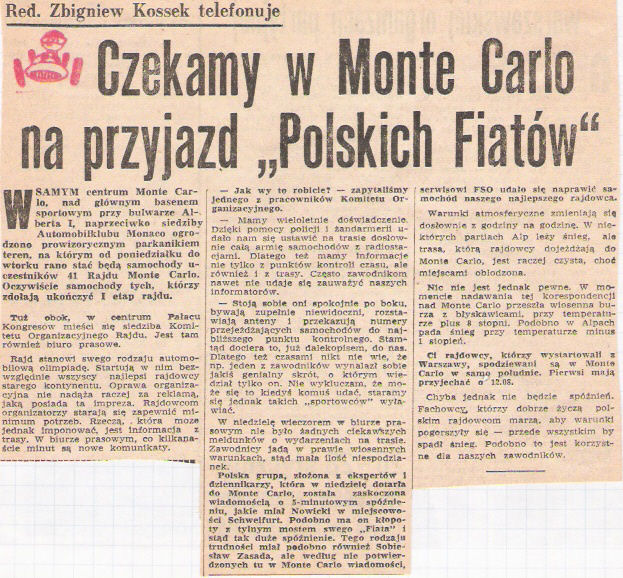 Red. Zbigniew Kossek telefonuje
Czekamy w Monte Carlo
na przyjazd „Polskich Fiatów"
W SAMYM centrum Monte Car-
lo, nad głównym basenem
sportowym przy bulwarze Al-
berta I, naprzeciwko siedziby
Automobilklubu Monaco ogro-
dzono prowizorycznym parkanikiem
teren, na którym od poniedziałku do
wtorku rano stać będą samochody u-
czestników 41 Rajdu Monte Carlo.
Oczywiście samochody tych, którzy
zdołają ukończyć I etap rajdu.
Tuż obok, w centrum Pałacu
Kongresów mieści się siedziba Komi-
tetu Organizacyjnego Rajdu. Jest tam
również biuro prasowe.
Rajd stanowi swego rodzaju automo-
bilową olimpiadę. Startują w nim bez-
względnie wszyscy najlepsi rajdowcy
starego kontynentu. Oprawa organiza-
cyjna nie nadąża raczej za reklamą,
jaką posiada ta impreza. Rajdowcom
organizatorzy starają się zapewnić mi-
nimum potrzeb. Rzeczą, która może
jednak imponować, jest informacja z
trasy. W biurze prasowym, co kilkapa-
ście minut są nowe komunikaty.
— Jak wy to robicie? — zapytaliśmy
jednego z pracowników Komitetu Or-
ganizacyjnego.
— Mamy wieloletnie doświadczenie.
Dzięki pomocy policji i żandarmerii u-
dało nam się ustawić na trasie dosłow-
nie całą armię samochodów z radiosta-
cjami. Dlatego też mamy informacje
nie tylko z punktów kontroli czasu, ale
również i z trasy. Często zawodnikom
nawet nie udaje się zauważyć naszych
informatorów.
— Stoją sobie oni spokojnie po boku,
bywają zupełnie niewidoczni, rozsta-
wiają anteny i przekazują numery
przejeżdżających samochodów do naj-
bliższego punktu kontrolnego. Stam-
tąd dociera to, już dalekopisem, do nas.
Dlatego też czasami nikt nie wie, że
np. jeden z zawodników wynalazł sobie
jakiś genialny skrót, o którym wie-
dział tylko on. Nie wykluczam, że mo-
że się to kiedyś komuś udać, staramy
się jednak takich „sportowców" wyła-
wiać.
W niedzielę wieczorem w biurze pra-
sowym nie było żadnych ciekawszych
meldunków o wydarzeniach na trasie.
Zawodnicy jadą w prawie wiosennych
warunkach, stąd mała ilość niespodzia-
nek.
Polska grupa, złożona z ekspertów i
dziennikarzy, która w niedzielę dotarła
do Monte Carlo, została zaskoczona
wiadomością o 5-minutowym spóźnie-
niu, jakie miał Nowicki w miejscowo-
ści Schweifurt. Podobno ma on kłopo-
ty z tylnym mostem swego „Fiata" i
stąd tak duże spóźnienie. Tego rodzaju
trudności miał podobno również Sobie-
sław Zasada, ale według nie potwier-
dzonych tu w Monte Carlo wiadomości,
serwisowi FSO udało się naprawić sa-
mochód naszego najlepszego rajdowca.
Warunki atmosferyczne zmieniają się
dosłownie z godziny na godzinę. W nie-
których partiach Alp leży śnieg, ale
trasa, którą rajdowcy dojeżdżają do
Monte Carlo, jest raczej czysta, choć
miejscami oblodzona.
Nic nie jest jednak pewne. W mo-
mencie nadawania tej korespondencji
nad Monte Carlo przeszła wiosenna bu-
rza z błyskawicami, przy temperatu-
rze plus 8 stopni. Podobnie w Alpach
pada śnieg przy temperaturze minus
1 stopień.
Ci rajdowcy, którzy wystartowali z
Warszawy, spodziewani są w Monte
Carlo w samo południe. Pierwsi mają
przyjechać o 12.08.
Chyba jednak nie będzie spóźnień.
Fachowcy, którzy dobrze życzą pol-
skim rajdowcom marzą, aby warunki
pogorszyły się — przede wszystkim by
spadł śnieg. Podobno to jest korzyst-
ne dla naszych zawodników.